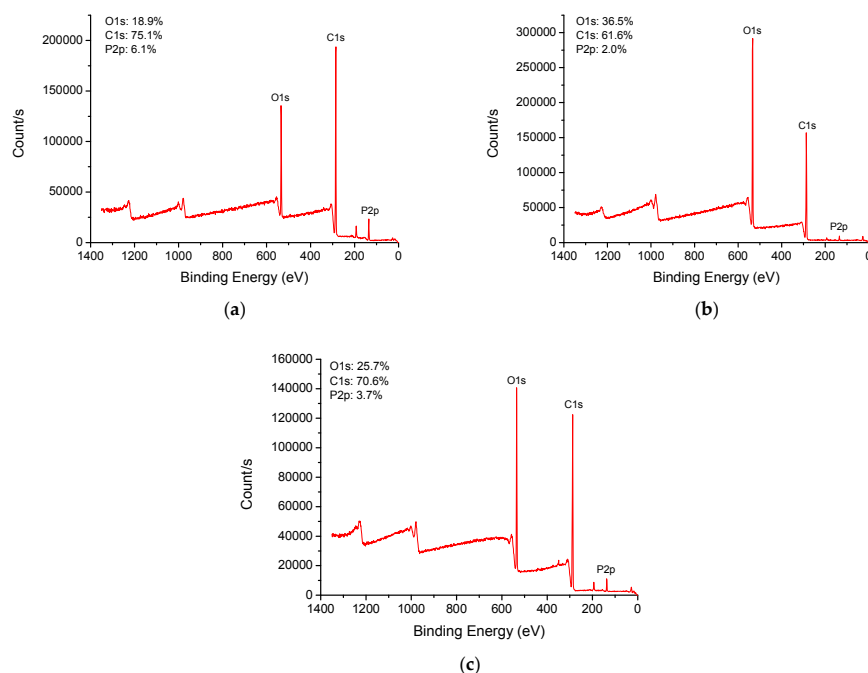 O1s: 18.9%
C1s: 75.1%
P2p: 6.1%
C1s
O1s
P2p
200000
150000
100000
50000
0
Count/s
1400 1200 1000 800 600 400 200 0
Binding Energy (eV)
(a)
O1s: 36.5%
C1s: 61.6%
P2p: 2.0%
O1s
C1s
P2p
300000
250000
200000
150000
100000
50000
0
Count/s
1400 1200 1000 800 600 400 200 0
Binding Energy (eV)
(b)
O1s: 25.7%
C1s: 70.6%
P2p: 3.7%
O1s
C1s
P2p
160000
140000
120000
100000
80000
60000
40000
20000
0
Count/s
1400 1200 1000 800 600 400 200 0
Binding Energy (eV)
(c)